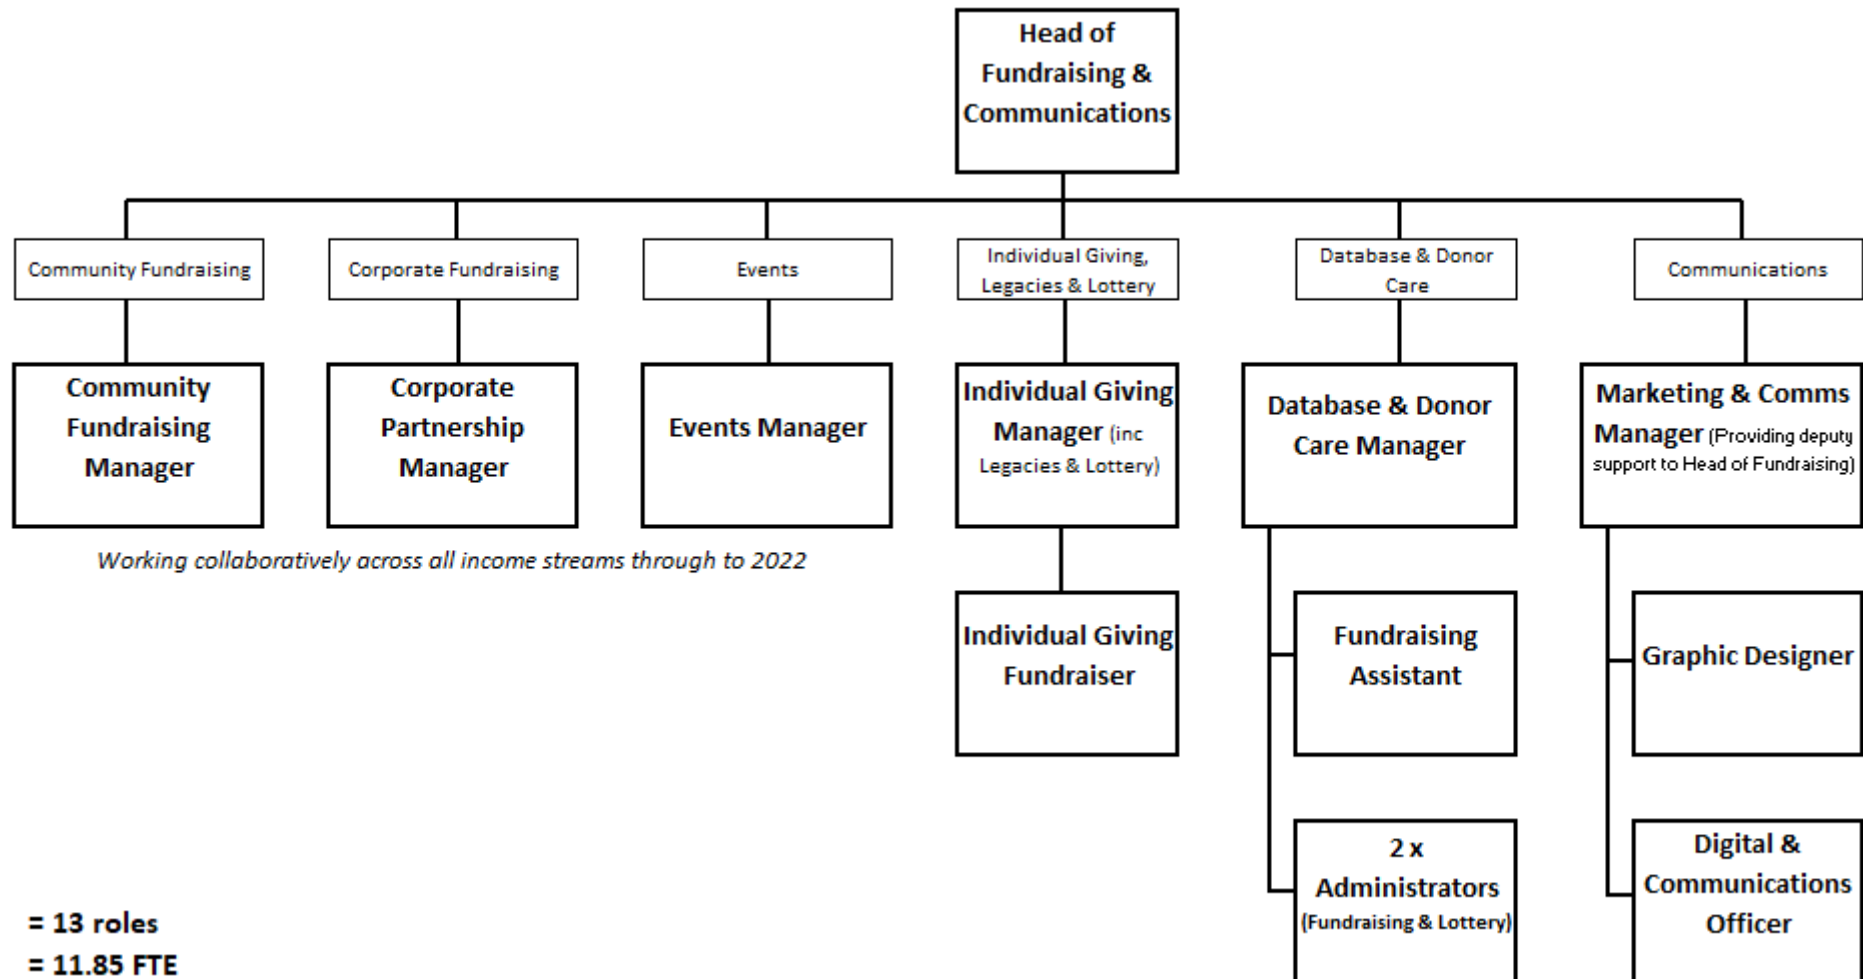 Head of
Fundraising &
Communications
Community Fundraising
Corporate Fundraising
Events
Individual Giving,
Legacies & Lottery
Database & Donor
Care
Communications
Community
Fundraising
Manager
Corporate
Partnership
Manager
Events Manager
Individual Giving
Manager (inc
Legacies & Lottery)
Database & Donor
Care Manager
Marketing & Comms
Manager (Providing deputy
support to Head of Fundraising)
Working collaboratively across all income streams through to 2022
Individual Giving
Fundraiser
Fundraising
Assistant
Graphic Designer
2 x
Administrators
(Fundraising & Lottery)
Digital &
Communications
Officer
= 13 roles
= 11.85 FTE